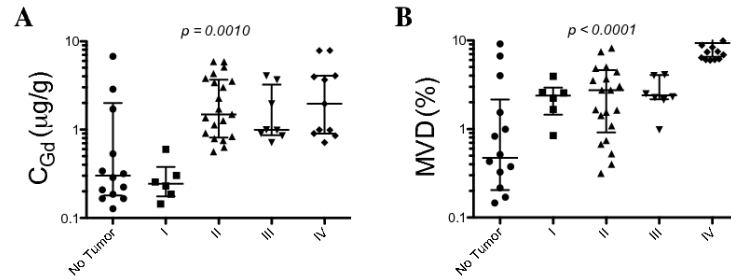 A
p = 0.0010
C_Gd (µg/g)
10
1
0.1
No Tumor
I
II
III
IV
B
p < 0.0001
MVD (%)
10
1
0.1
No Tumor
I
II
III
IV